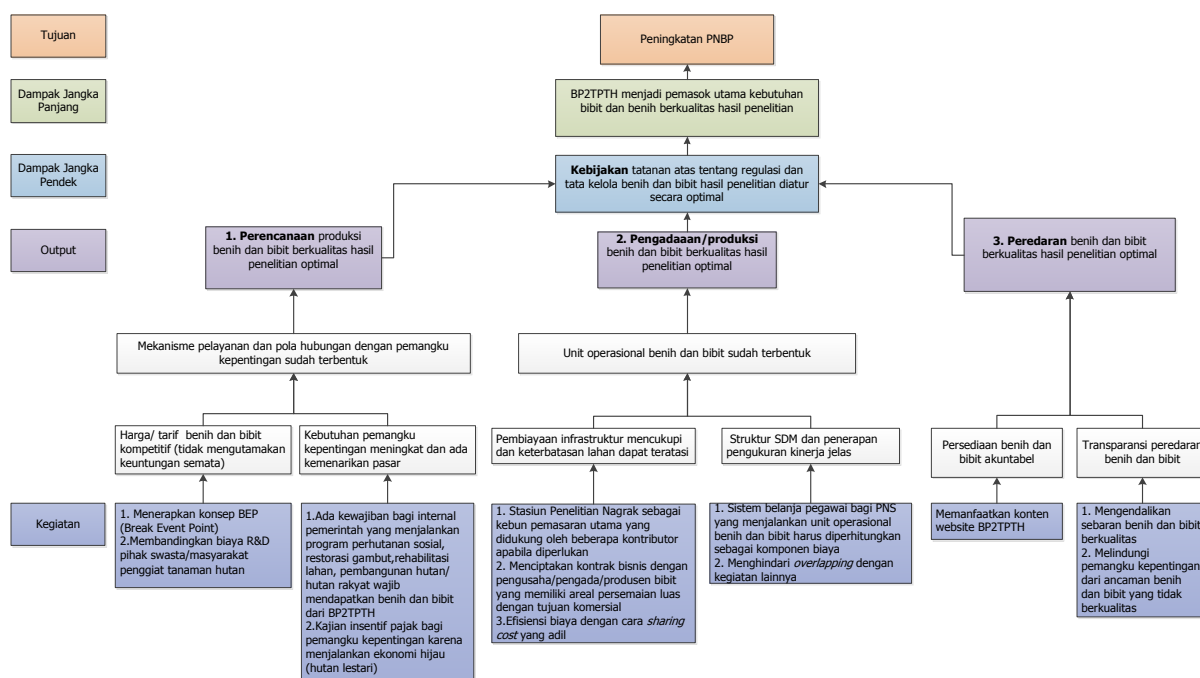 Tujuan
Peningkatan PNBP
Dampak Jangka
Panjang
BP2TPTH menjadi pemasok utama kebutuhan
bibit dan benih berkualitas hasil penelitian
Dampak Jangka
Pendek
Kebijakan tatanan atas tentang regulasi dan
tata kelola benih dan bibit hasil penelitian diatur
secara optimal
Output
1. Perencanaan produksi
benih dan bibit berkualitas hasil
penelitian optimal
2. Pengadaaan/produksi
benih dan bibit berkualitas hasil
penelitian optimal
3. Peredaran benih dan bibit
berkualitas hasil penelitian optimal
Mekanisme pelayanan dan pola hubungan dengan pemangku
kepentingan sudah terbentuk
Unit operasional benih dan bibit sudah terbentuk
Harga/ tarif benih dan bibit
kompetitif (tidak mengutamakan
keuntungan semata)
Kebutuhan pemangku
kepentingan meningkat dan ada
kemenarikan pasar
Pembiayaan infrastruktur mencukupi
dan keterbatasan lahan dapat teratasi
Struktur SDM dan penerapan
pengukuran kinerja jelas
Persediaan benih dan
bibit akuntabel
Transparansi peredaran
benih dan bibit
Kegiatan
1. Menerapkan konsep BEP
(Break Event Point)
2.Membandingkan biaya R&D
pihak swasta/masyarakat
penggiat tanaman hutan
1.Ada kewajiban bagi internal
pemerintah yang menjalankan
program perhutanan sosial,
restorasi gambut,rehabilitasi
lahan, pembangunan hutan/
hutan rakyat wajib
mendapatkan benih dan bibit
dari BP2TPTH
2.Kajian insentif pajak bagi
pemangku kepentingan karena
menjalankan ekonomi hijau
(hutan lestari)
1. Stasiun Penelitian Nagrak sebagai
kebun pemasaran utama yang
didukung oleh beberapa kontributor
apabila diperlukan
2. Menciptakan kontrak bisnis dengan
pengusaha/pengada/produsen bibit
yang memiliki areal persemaian luas
dengan tujuan komersial
3.Efisiensi biaya dengan cara sharing
cost yang adil
1. Sistem belanja pegawai bagi PNS
yang menjalankan unit operasional
benih dan bibit harus diperhitungkan
sebagai komponen biaya
2. Menghindari overlapping dengan
kegiatan lainnya
Memanfaatkan konten
website BP2TPTH
1. Mengendalikan
sebaran benih dan bibit
berkualitas
2. Melindungi
pemangku kepentingan
dari ancaman benih
dan bibit yang tidak
berkualitas